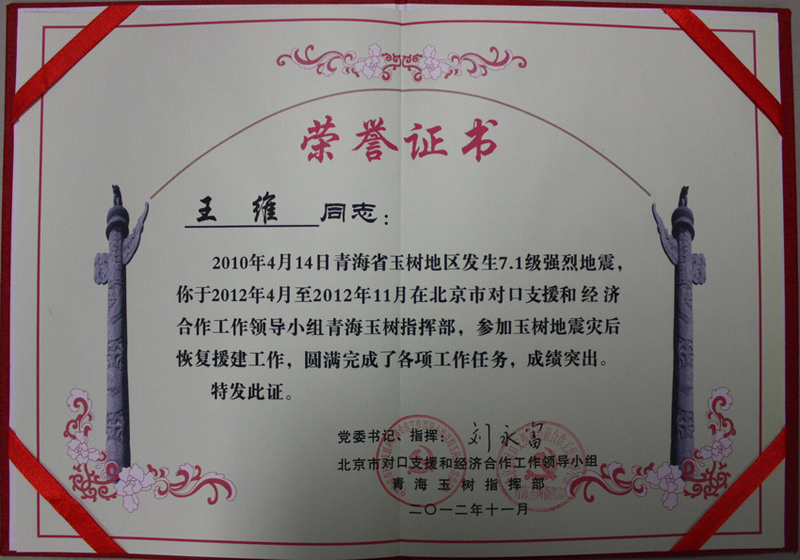 荣誉证书
王 维 同志：
2010年4月14日青海省玉树地区发生7.1级强烈地震，
你于2012年4月至2012年11月在北京市对口支援和经济
合作工作领导小组青海玉树指挥部，参加玉树地震灾后
恢复援建工作，圆满完成了各项工作任务，成绩突出。
特发此证。
党委书记、指挥：刘永富
北京市对口支援和经济合作工作领导小组
青海玉树指挥部
二〇一二年十一月